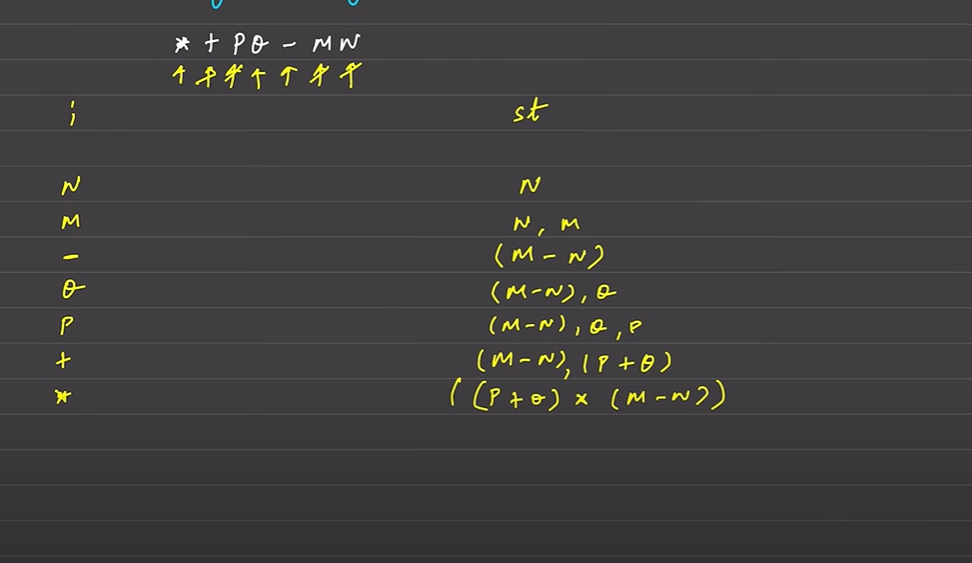 * + P Q - M N
i st
N N
M N, M
- (M - N)
Q (M-N), Q
P (M-N), Q, P
+ (M-N), (P+Q)
* ((P+Q) × (M-N))